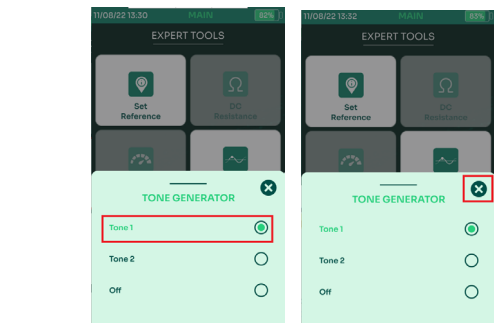 11/08/22 13:30 MAIN 82%
EXPERT TOOLS
Set
Reference
DC
Resistance
TONE GENERATOR
Tone 1
Tone 2
Off
11/08/22 13:32 MAIN 83%
EXPERT TOOLS
Set
Reference
DC
Resistance
TONE GENERATOR
Tone 1
Tone 2
Off